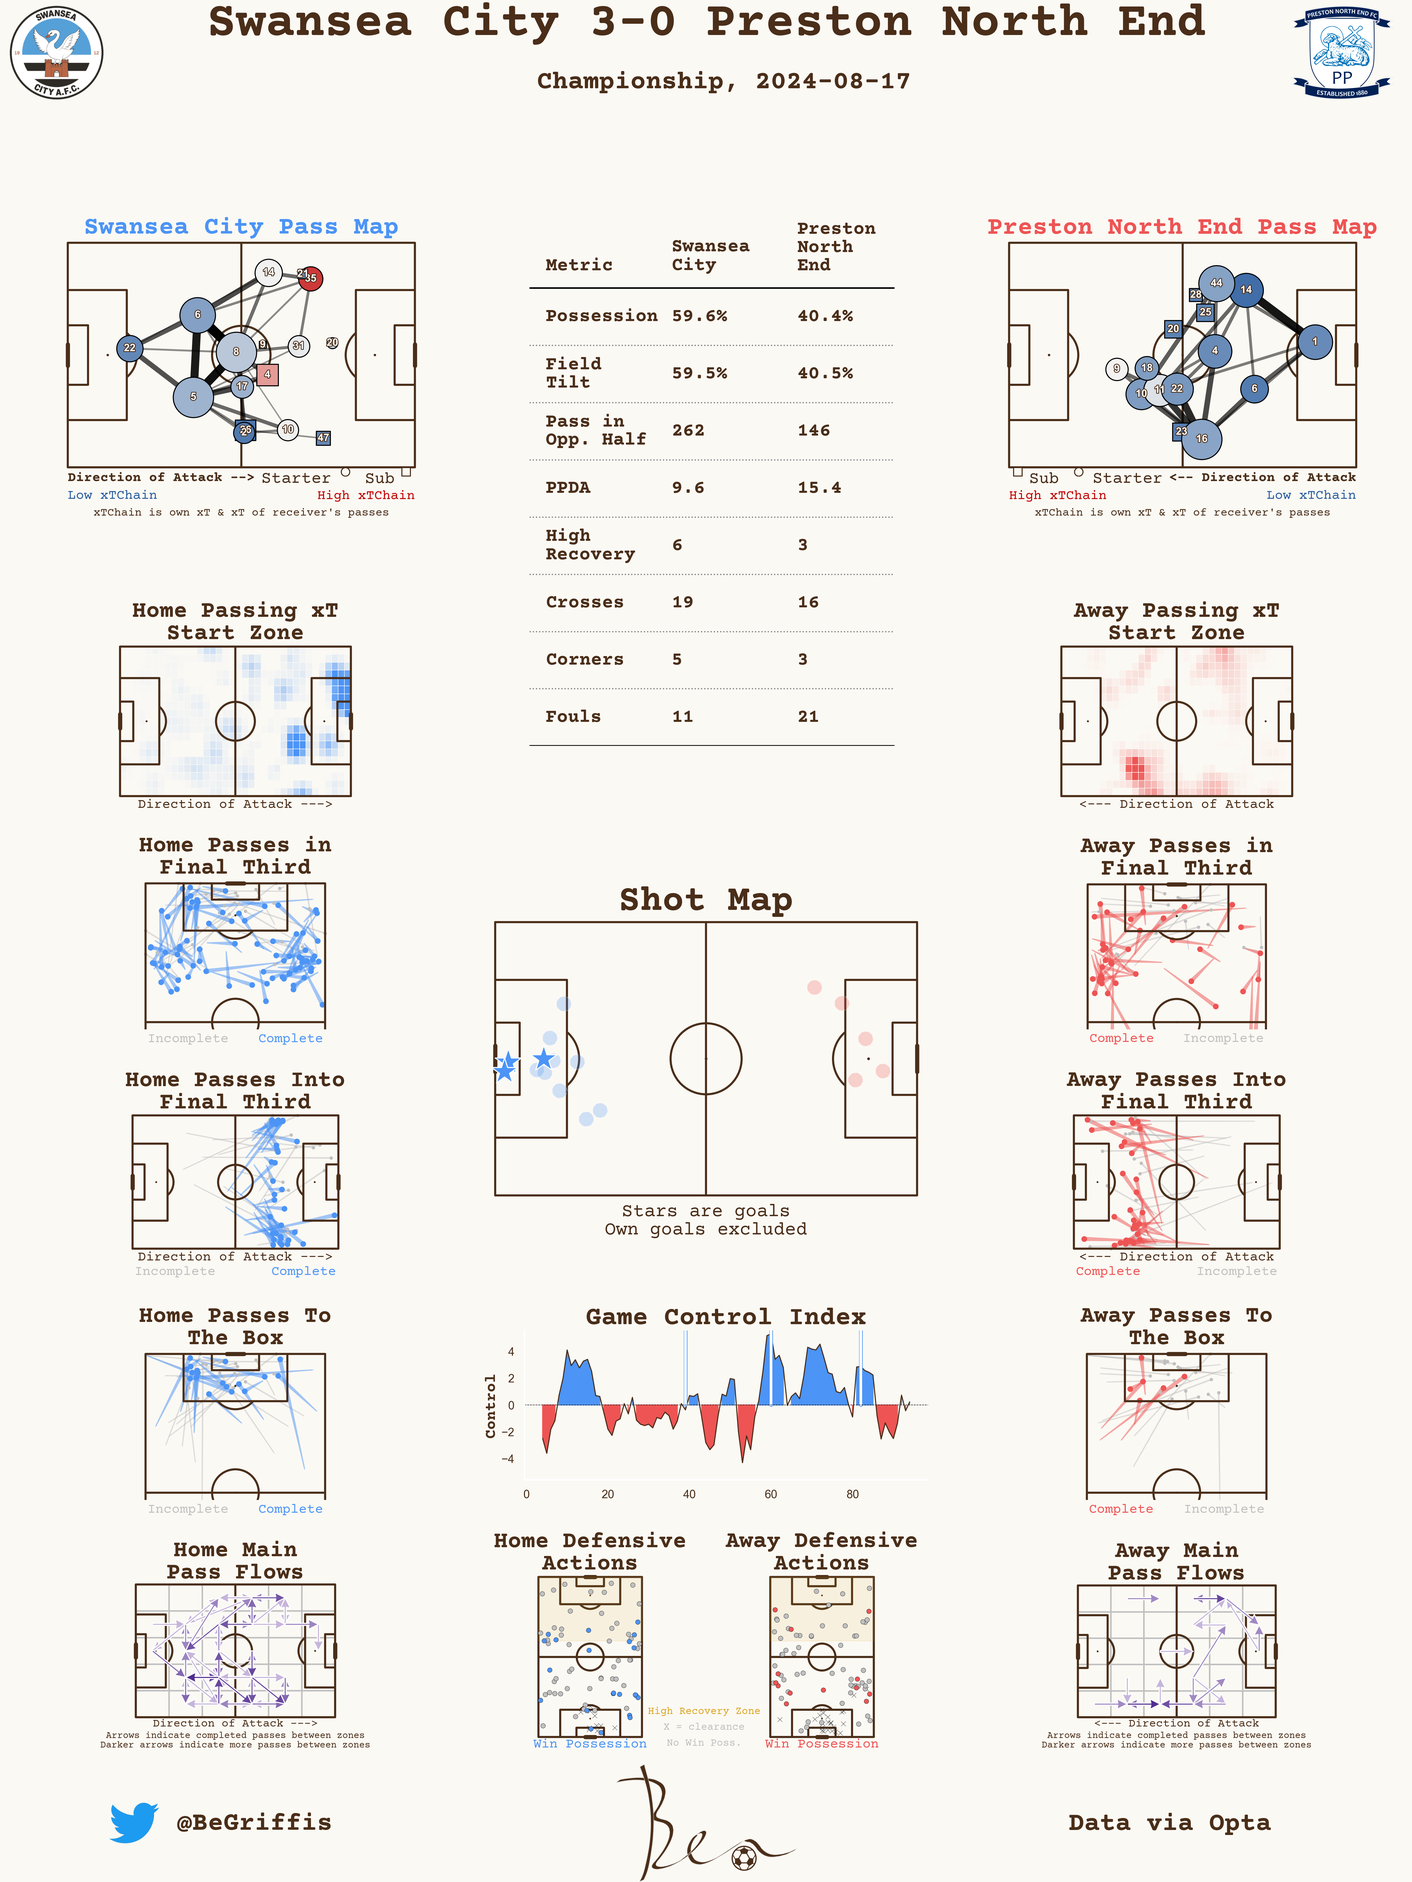 Swansea City 3-0 Preston North End
Championship, 2024-08-17
SWANSEA
CITY A.F.C.
PRESTON NORTH END FC
PP
ESTABLISHED 1880
Swansea City Pass Map
14
21
35
6
22
8
9
31
20
4
17
5
2
10
47
Direction of Attack --> Starter Sub
Low xTChain High xTChain
xTChain is own xT & xT of receiver's passes
Metric Swansea City Preston North End
Possession 59.6% 40.4%
Field Tilt 59.5% 40.5%
Pass in Opp. Half 262 146
PPDA 9.6 15.4
High Recovery 6 3
Crosses 19 16
Corners 5 3
Fouls 11 21
Preston North End Pass Map
44
14
28
25
20
1
4
9
18
10
11
22
6
23
16
Sub Starter <-- Direction of Attack
High xTChain Low xTChain
xTChain is own xT & xT of receiver's passes
Home Passing xT
Start Zone
Direction of Attack --->
Away Passing xT
Start Zone
<--- Direction of Attack
Home Passes in
Final Third
Incomplete Complete
Away Passes in
Final Third
Complete Incomplete
Shot Map
Stars are goals
Own goals excluded
Home Passes Into
Final Third
Direction of Attack --->
Incomplete Complete
Away Passes Into
Final Third
<--- Direction of Attack
Complete Incomplete
Home Passes To
The Box
Incomplete Complete
Game Control Index
Control
4
2
0
−2
−4
0 20 40 60 80
Away Passes To
The Box
Complete Incomplete
Home Main
Pass Flows
Direction of Attack --->
Arrows indicate completed passes between zones
Darker arrows indicate more passes between zones
Home Defensive
Actions
Win Possession
Away Defensive
Actions
Win Possession
High Recovery Zone
X = clearance
No Win Poss.
Away Main
Pass Flows
<--- Direction of Attack
Arrows indicate completed passes between zones
Darker arrows indicate more passes between zones
@BeGriffis
Ben
Data via Opta